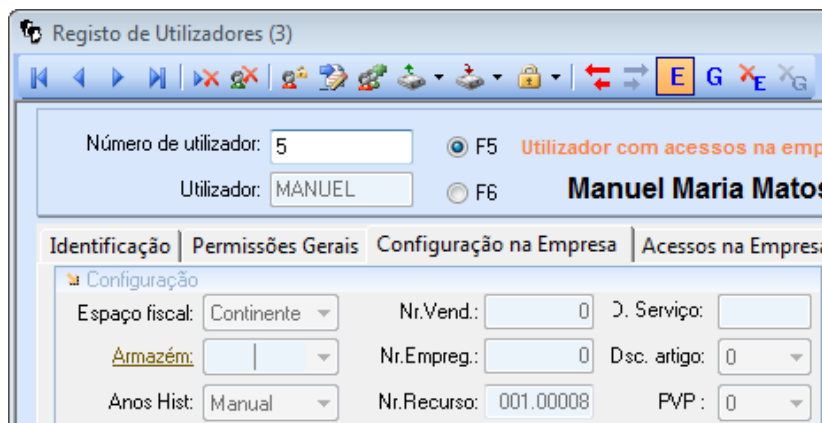 Registo de Utilizadores (3)
E G E G
Número de utilizador: 5 F5 Utilizador com acessos na emp
Utilizador: MANUEL F6 Manuel Maria Matos
Identificação Permissões Gerais Configuração na Empresa Acessos na Empresa
Configuração
Espaço fiscal: Continente Nr.Vend.: 0 D. Serviço:
Armazém: Nr.Empreg.: 0 Dsc. artigo: 0
Anos Hist: Manual Nr.Recurso: 001.00008 PVP : 0